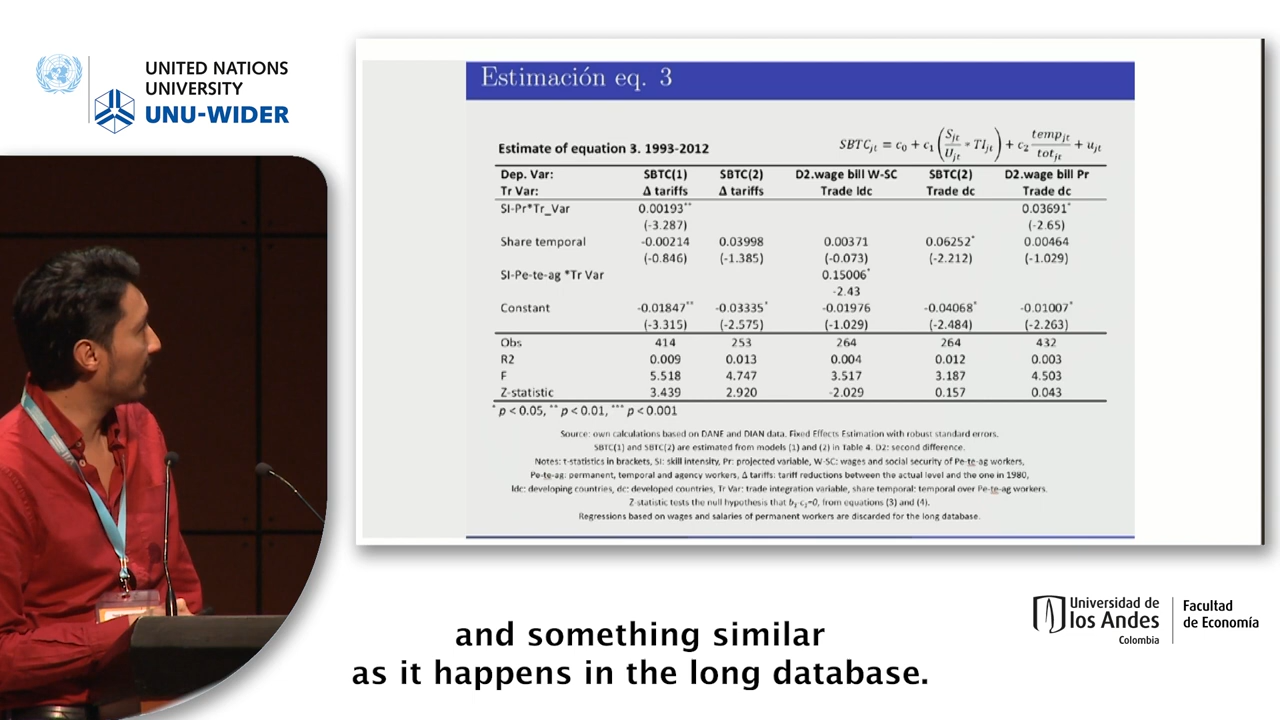 UNITED NATIONS
UNIVERSITY
UNU-WIDER
Estimación eq. 3
Estimate of equation 3. 1993-2012
SBTC_jt = c_0 + c_1 (S_jt / U_jt * TI_jt) + c_2 temp_jt / tot_jt + u_jt
Dep. Var: SBTC(1) SBTC(2) D2.wage bill W-SC SBTC(2) D2.wage bill Pr
Tr Var: Δ tariffs Δ tariffs Trade ldc Trade dc Trade dc
SI-Pr*Tr_Var 0.00193** 0.03691*
(-3.287) (-2.65)
Share temporal -0.00214 0.03998 0.00371 0.06252* 0.00464
(-0.846) (-1.385) (-0.073) (-2.212) (-1.029)
SI-Pe-te-ag *Tr Var 0.15006*
-2.43
Constant -0.01847** -0.03335* -0.01976 -0.04068* -0.01007*
(-3.315) (-2.575) (-1.029) (-2.484) (-2.263)
Obs 414 253 264 264 432
R2 0.009 0.013 0.004 0.012 0.003
F 5.518 4.747 3.517 3.187 4.503
Z-statistic 3.439 2.920 -2.029 0.157 0.043
* p < 0.05, ** p < 0.01, *** p < 0.001
Source: own calculations based on DANE and DIAN data. Fixed Effects Estimation with robust standard errors.
SBTC(1) and SBTC(2) are estimated from models (1) and (2) in Table 4. D2: second difference.
Notes: t-statistics in brackets, SI: skill intensity, Pr: projected variable, W-SC: wages and social security of Pe-te-ag workers,
Pe-te-ag: permanent, temporal and agency workers, Δ tariffs: tariff reductions between the actual level and the one in 1980,
ldc: developing countries, dc: developed countries, Tr Var: trade integration variable, share temporal: temporal over Pe-te-ag workers.
Z-statistic tests the null hypothesis that b_1-c_1=0, from equations (3) and (4).
Regressions based on wages and salaries of permanent workers are discarded for the long database.
Universidad de
los Andes
Colombia
Facultad
de Economía
and something similar
as it happens in the long database.